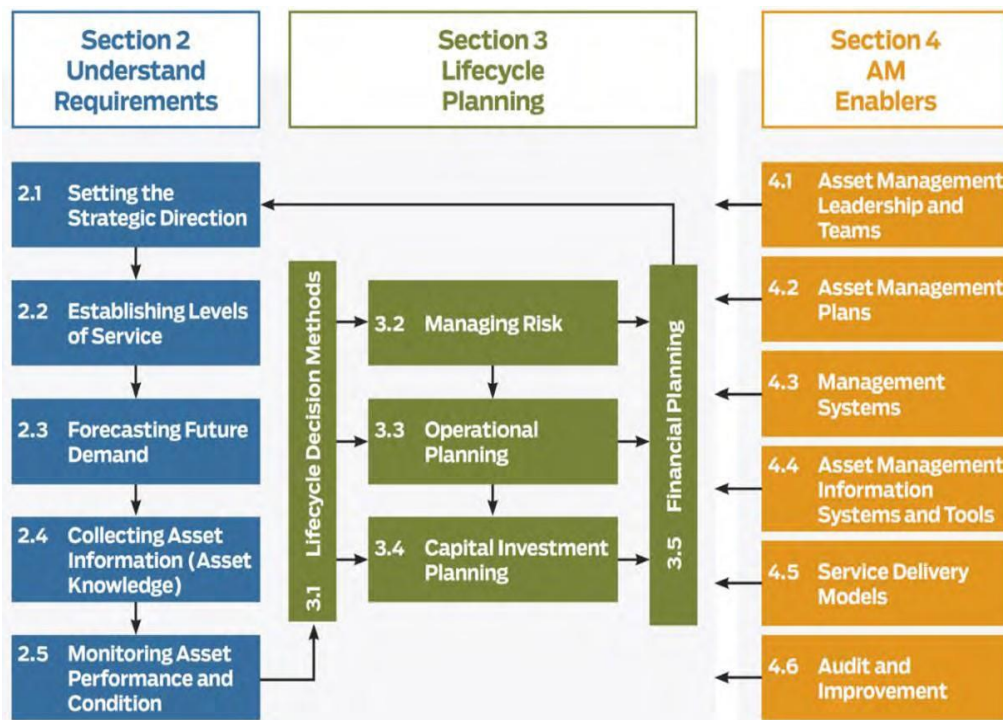 Section 2
Understand
Requirements
Section 3
Lifecycle
Planning
Section 4
AM
Enablers
2.1 Setting the
Strategic Direction
2.2 Establishing Levels
of Service
2.3 Forecasting Future
Demand
2.4 Collecting Asset
Information (Asset
Knowledge)
2.5 Monitoring Asset
Performance and
Condition
3.1 Lifecycle Decision Methods
3.2 Managing Risk
3.3 Operational
Planning
3.4 Capital Investment
Planning
3.5 Financial Planning
4.1 Asset Management
Leadership and
Teams
4.2 Asset Management
Plans
4.3 Management
Systems
4.4 Asset Management
Information
Systems and Tools
4.5 Service Delivery
Models
4.6 Audit and
Improvement